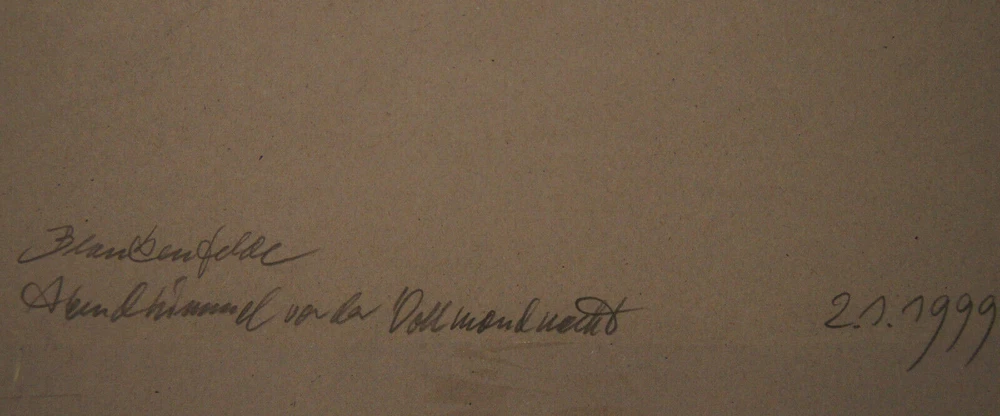 Blankenfelde
Abendhimmel vor der Vollmondnacht 2.1.1999